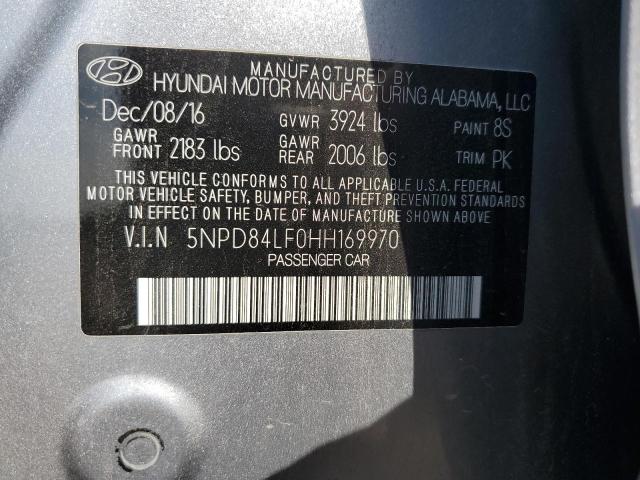 MANUFACTURED BY
HYUNDAI MOTOR MANUFACTURING ALABAMA, LLC
Dec/08/16 GVWR 3924 lbs PAINT 8S
GAWR FRONT 2183 lbs GAWR REAR 2006 lbs TRIM PK
THIS VEHICLE CONFORMS TO ALL APPLICABLE U.S.A. FEDERAL
MOTOR VEHICLE SAFETY, BUMPER, AND THEFT PREVENTION STANDARDS
IN EFFECT ON THE DATE OF MANUFACTURE SHOWN ABOVE
V.I.N 5NPD84LF0HH169970
PASSENGER CAR